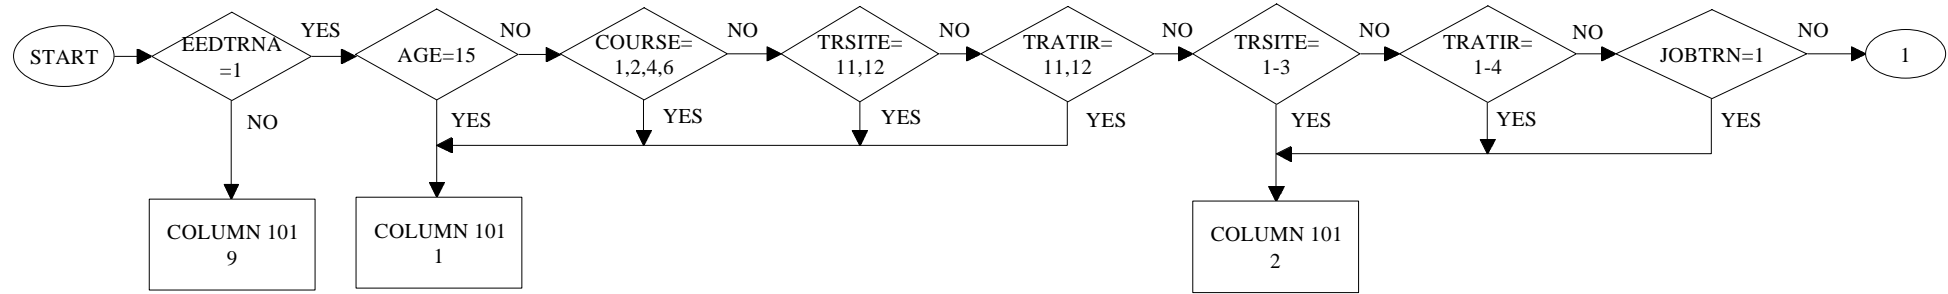 START
EEDTRNA
=1
YES
NO
COLUMN 101
9
AGE=15
NO
YES
COLUMN 101
1
COURSE=
1,2,4,6
NO
YES
TRSITE=
11,12
NO
YES
TRATIR=
11,12
NO
YES
TRSITE=
1-3
NO
YES
COLUMN 101
2
TRATIR=
1-4
NO
YES
JOBTRN=1
NO
YES
1